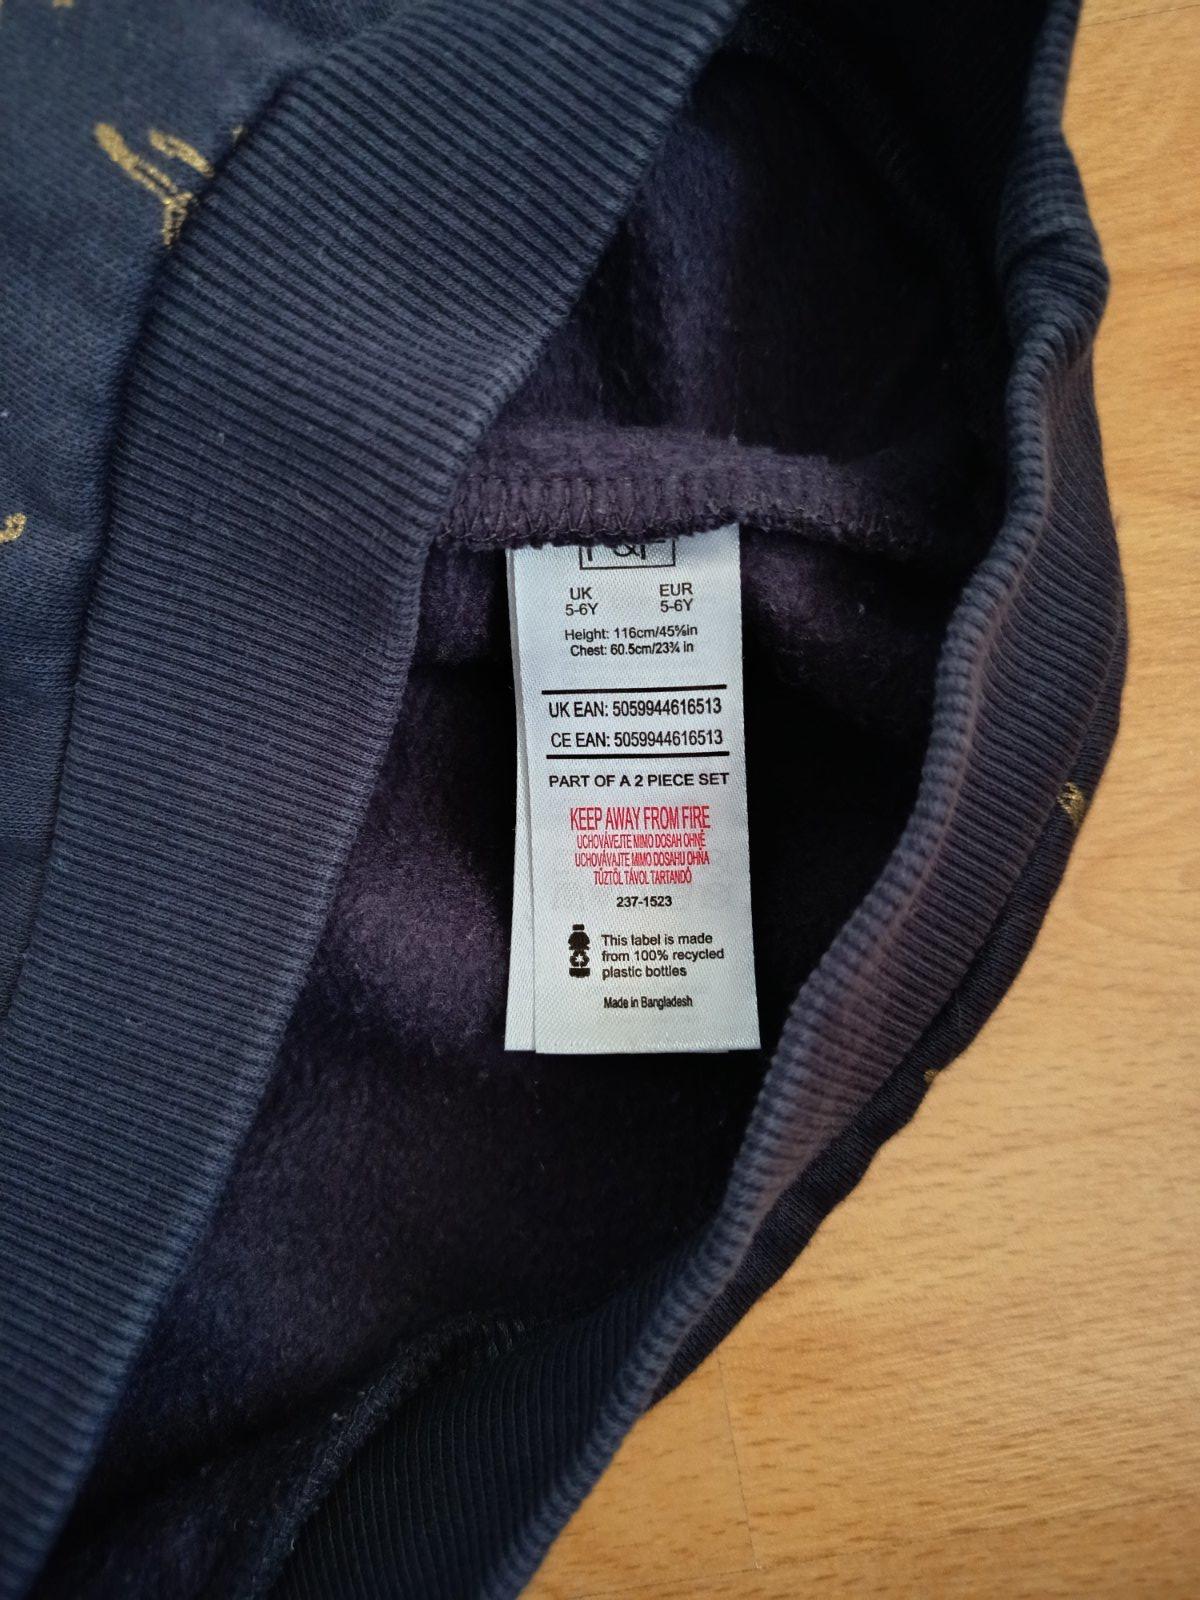 F&F
UK EUR
5-6Y 5-6Y
Height: 116cm/45⅝in
Chest: 60.5cm/23¾ in
UK EAN: 5059944616513
CE EAN: 5059944616513
PART OF A 2 PIECE SET
KEEP AWAY FROM FIRE
UCHOVÁVEJTE MIMO DOSAH OHNĚ
UCHOVÁVAJTE MIMO DOSAHU OHŇA
TŰZTŐL TÁVOL TARTANDÓ
237-1523
This label is made
from 100% recycled
plastic bottles
Made in Bangladesh